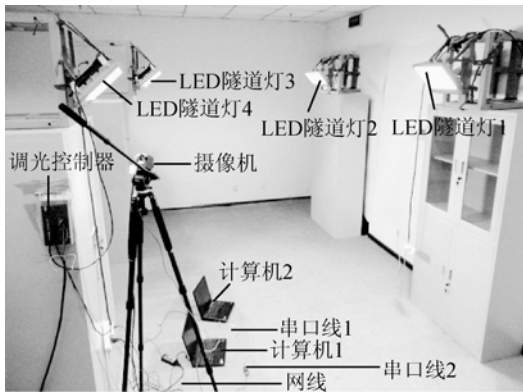 LED隧道灯3
LED隧道灯4
LED隧道灯2
LED隧道灯1
调光控制器
摄像机
计算机2
串口线1
计算机1
串口线2
网线